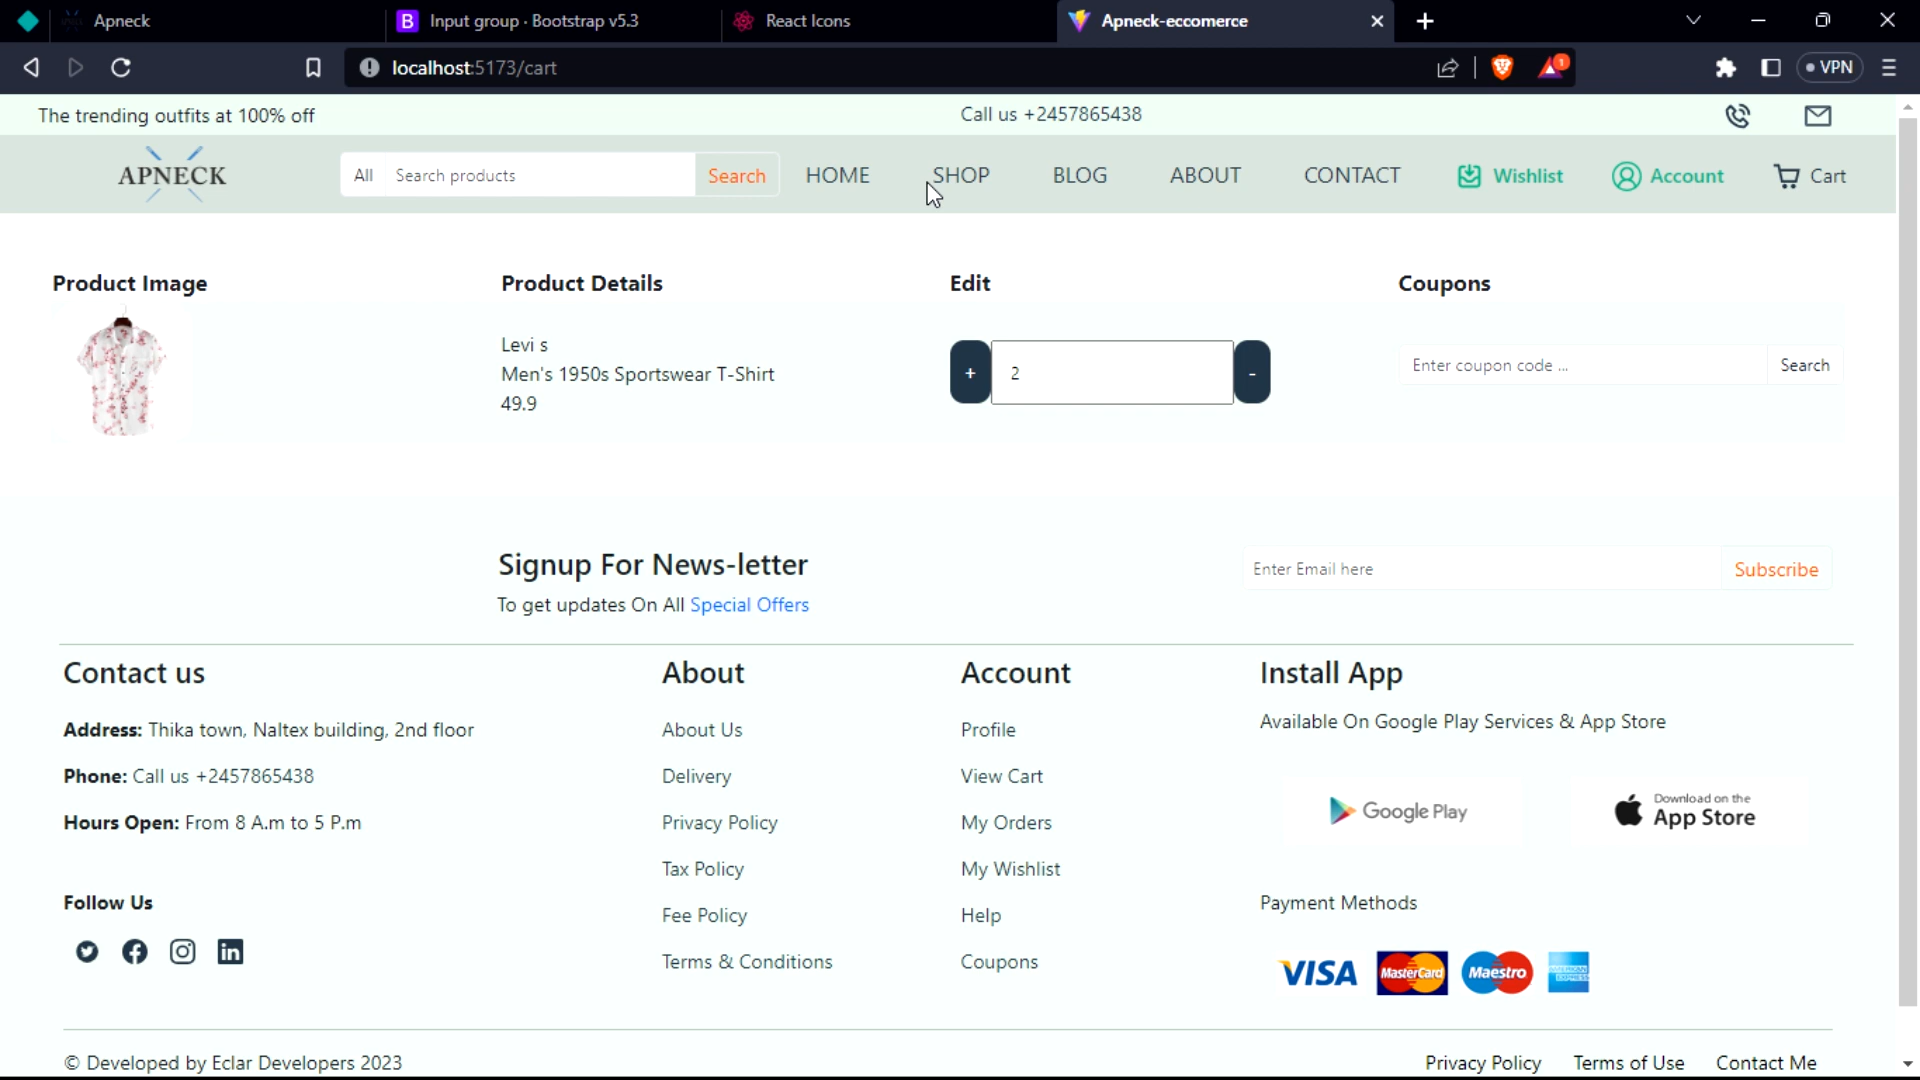 Apneck
B Input group · Bootstrap v5.3
React Icons
Apneck-eccomerce
localhost:5173/cart
1
VPN
The trending outfits at 100% off
Call us +2457865438
APNECK
All Search products Search
HOME SHOP BLOG ABOUT CONTACT Wishlist Account Cart
Product Image Product Details Edit Coupons
Levi s
Men's 1950s Sportswear T-Shirt
49.9
+ 2 -
Enter coupon code ... Search
Signup For News-letter
To get updates On All Special Offers
Enter Email here Subscribe
Contact us
Address: Thika town, Naltex building, 2nd floor
Phone: Call us +2457865438
Hours Open: From 8 A.m to 5 P.m
Follow Us
in
About
About Us
Delivery
Privacy Policy
Tax Policy
Fee Policy
Terms & Conditions
Account
Profile
View Cart
My Orders
My Wishlist
Help
Coupons
Install App
Available On Google Play Services & App Store
Google Play
Download on the
App Store
Payment Methods
VISA MasterCard Maestro AMERICAN EXPRESS
© Developed by Eclar Developers 2023
Privacy Policy Terms of Use Contact Me